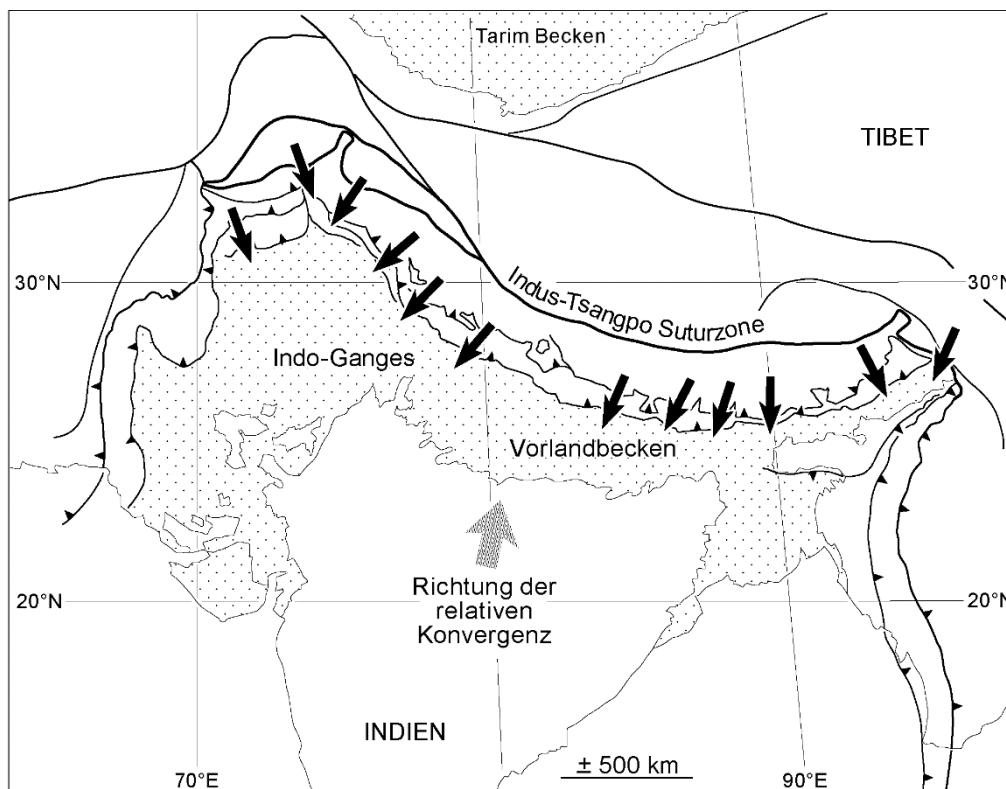 Tarim Becken
TIBET
30°N
30°N
Indus-Tsangpo Suturzone
Indo-Ganges
Vorlandbecken
Richtung der
relativen
Konvergenz
20°N
20°N
INDIEN
± 500 km
70°E
90°E